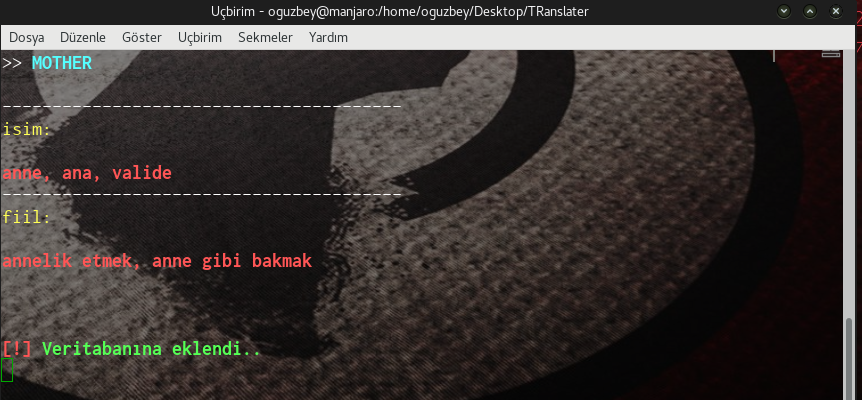 Uçbirim - oguzbey@manjaro:/home/oguzbey/Desktop/TRanslater
Dosya Düzenle Göster Uçbirim Sekmeler Yardım
>> MOTHER
----------------------------------------
isim:
anne, ana, valide
----------------------------------------
fiil:
annelik etmek, anne gibi bakmak
[!] Veritabanına eklendi..